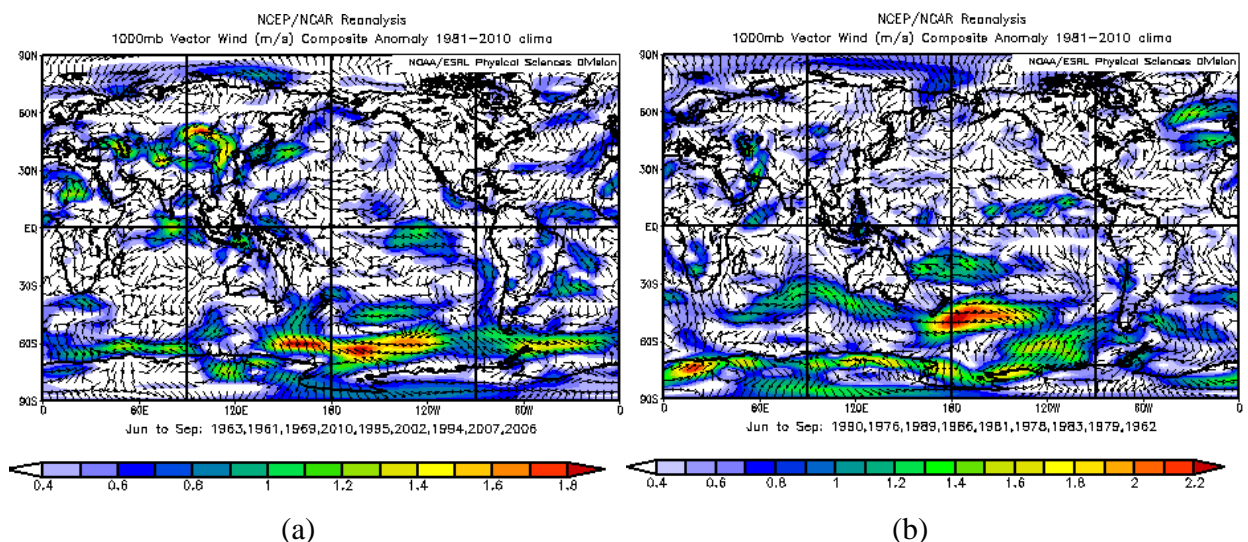 NCEP/NCAR Reanalysis
1000mb Vector Wind (m/s) Composite Anomaly 1981-2010 clima
NOAA/ESRL Physical Sciences Division
90N
60N
30N
EQ
30S
60S
90S
0 60E 120E 180 120W 60W 0
Jun to Sep: 1963,1961,1969,2010,1995,2002,1994,2007,2006
0.4 0.6 0.8 1 1.2 1.4 1.6 1.8
(a)
NCEP/NCAR Reanalysis
1000mb Vector Wind (m/s) Composite Anomaly 1981-2010 clima
NOAA/ESRL Physical Sciences Division
90N
60N
30N
EQ
30S
60S
90S
0 60E 120E 180 120W 60W 0
Jun to Sep: 1990,1976,1989,1986,1981,1978,1983,1979,1962
0.4 0.6 0.8 1 1.2 1.4 1.6 1.8 2 2.2
(b)